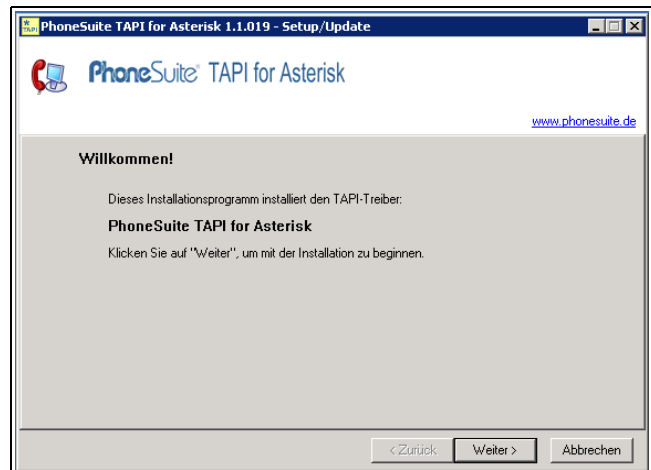 TAPI
PhoneSuite TAPI for Asterisk 1.1.019 - Setup/Update
PhoneSuite® TAPI for Asterisk
www.phonesuite.de
Willkommen!
Dieses Installationsprogramm installiert den TAPI-Treiber:
PhoneSuite TAPI for Asterisk
Klicken Sie auf "Weiter", um mit der Installation zu beginnen.
< Zurück
Weiter >
Abbrechen